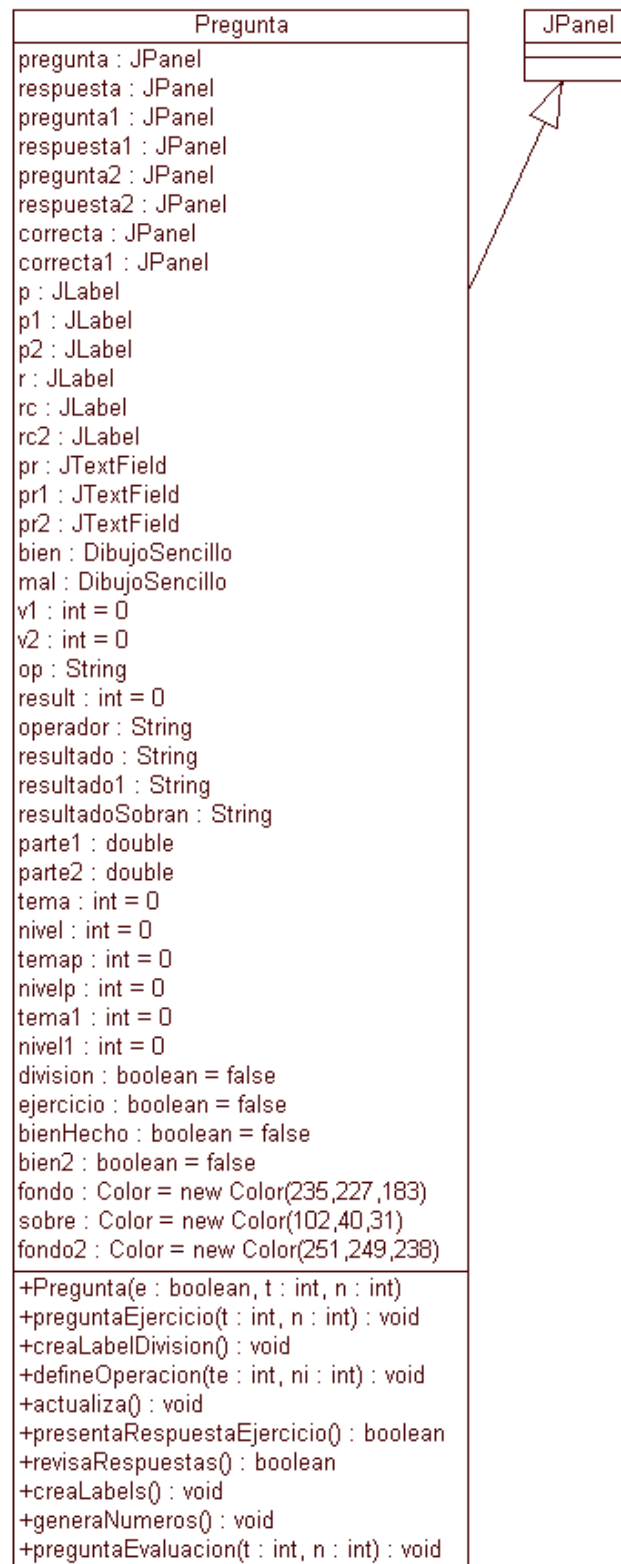 Pregunta
JPanel
pregunta : JPanel
respuesta : JPanel
pregunta1 : JPanel
respuesta1 : JPanel
pregunta2 : JPanel
respuesta2 : JPanel
correcta : JPanel
correcta1 : JPanel
p : JLabel
p1 : JLabel
p2 : JLabel
r : JLabel
rc : JLabel
rc2 : JLabel
pr : JTextField
pr1 : JTextField
pr2 : JTextField
bien : DibujoSencillo
mal : DibujoSencillo
v1 : int = 0
v2 : int = 0
op : String
result : int = 0
operador : String
resultado : String
resultado1 : String
resultadoSobran : String
parte1 : double
parte2 : double
tema : int = 0
nivel : int = 0
temap : int = 0
nivelp : int = 0
tema1 : int = 0
nivel1 : int = 0
division : boolean = false
ejercicio : boolean = false
bienHecho : boolean = false
bien2 : boolean = false
fondo : Color = new Color(235,227,183)
sobre : Color = new Color(102,40,31)
fondo2 : Color = new Color(251,249,238)
+Pregunta(e : boolean, t : int, n : int)
+preguntaEjercicio(t : int, n : int) : void
+creaLabelDivision() : void
+defineOperacion(te : int, ni : int) : void
+actualiza() : void
+presentaRespuestaEjercicio() : boolean
+revisaRespuestas() : boolean
+creaLabels() : void
+generaNumeros() : void
+preguntaEvaluacion(t : int, n : int) : void